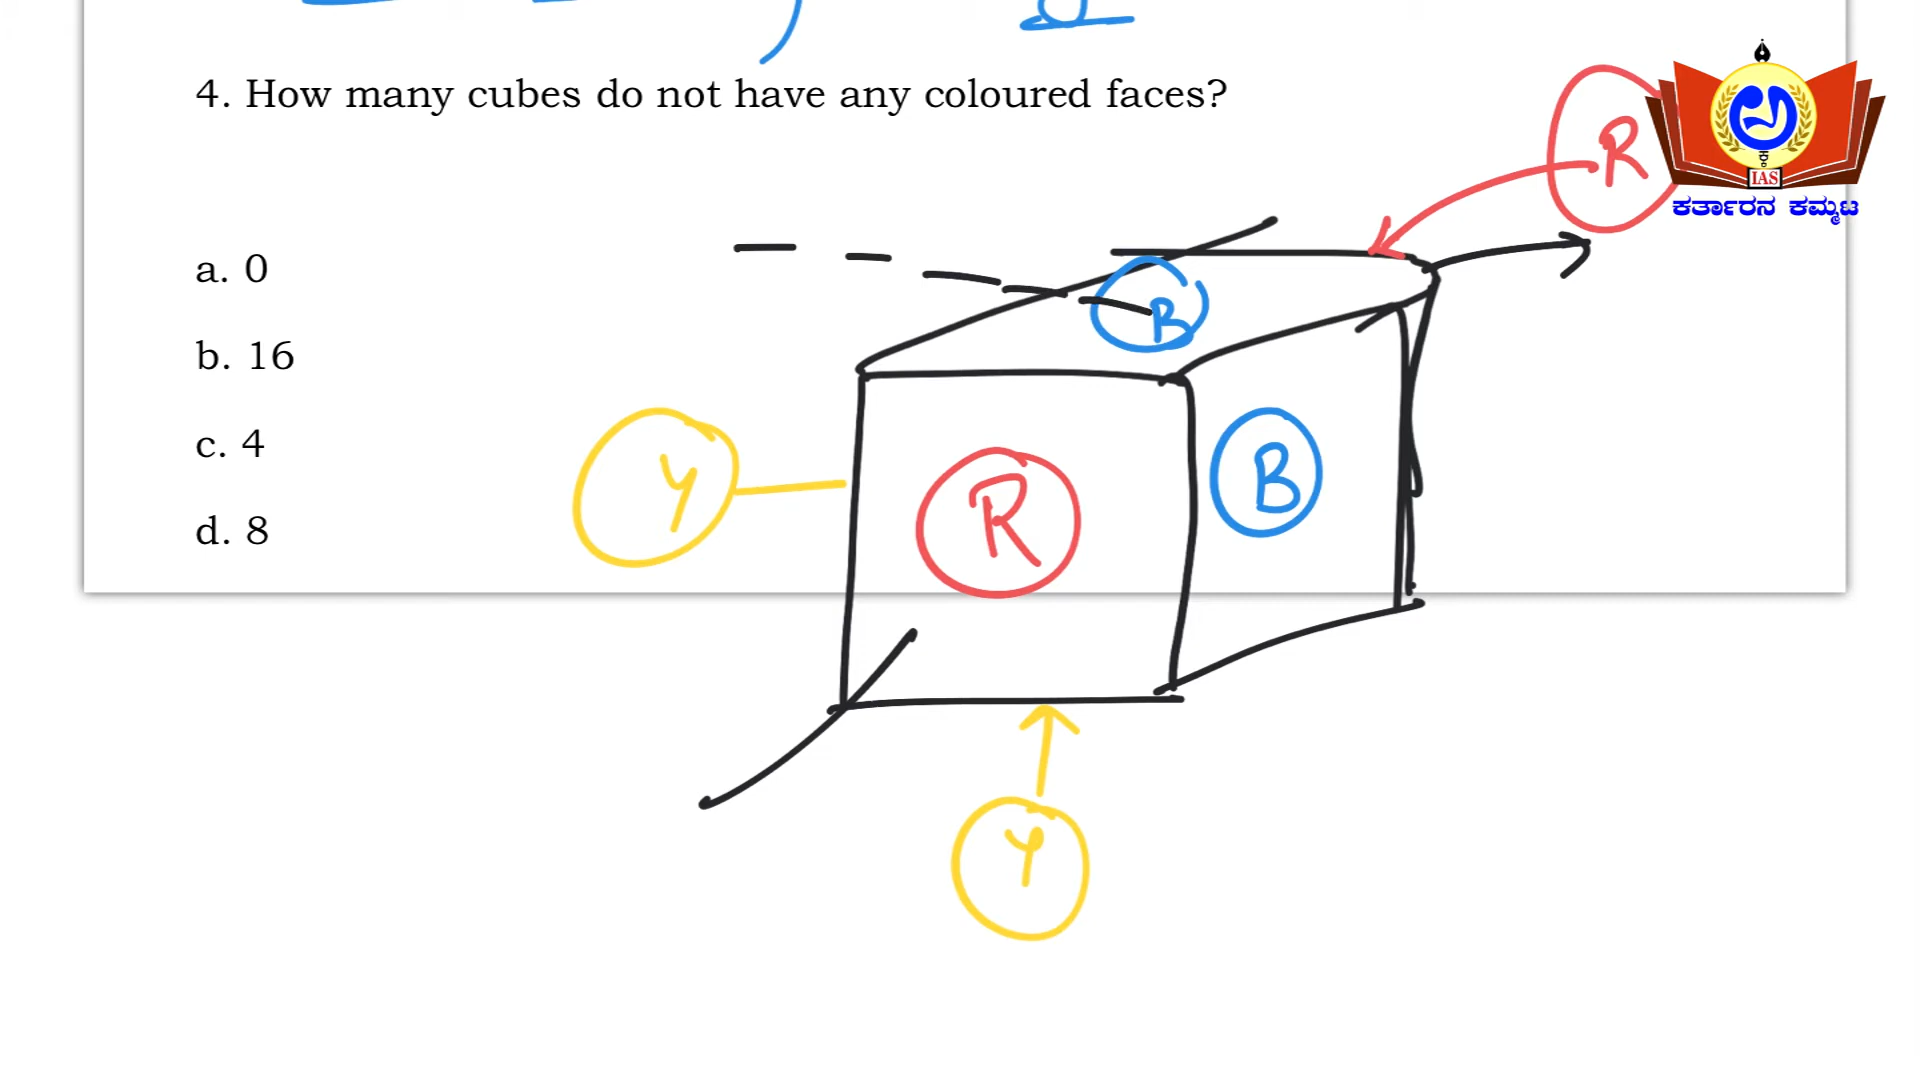 4. How many cubes do not have any coloured faces?
R
IAS
ಕರ್ತಾರನ ಕಮ್ಮಟ
a. 0
B
b. 16
c. 4
Y
R
B
d. 8
Y